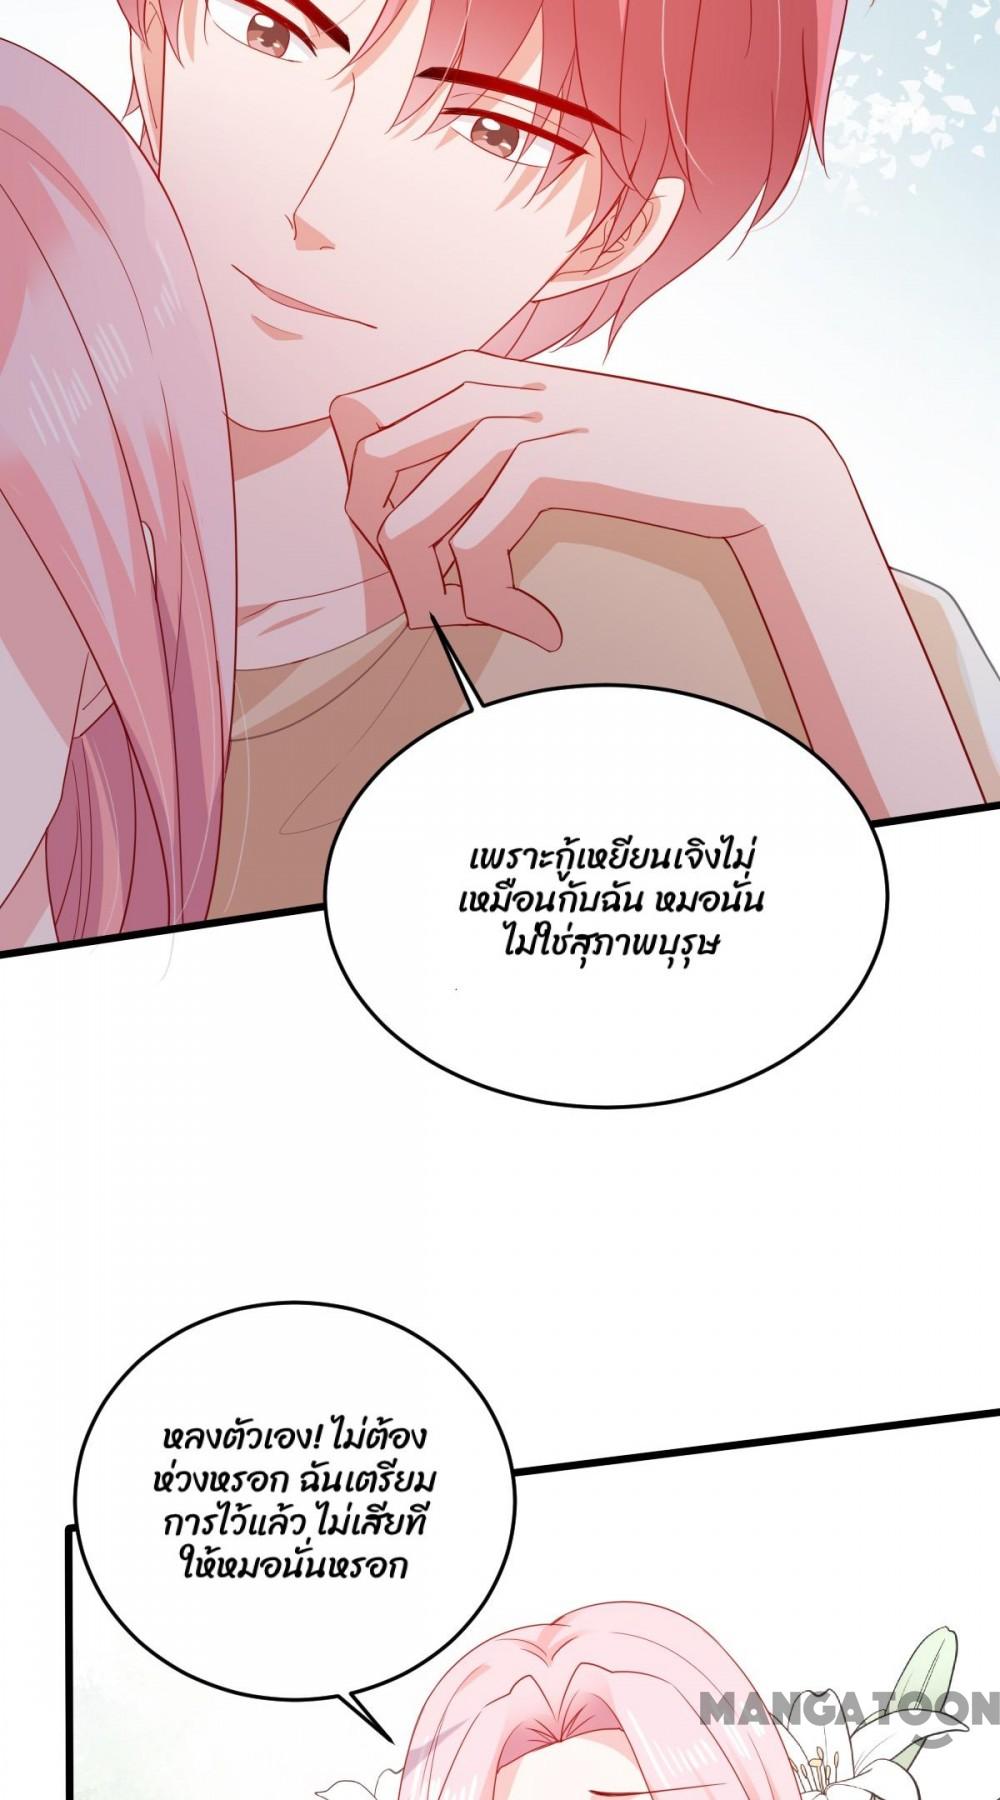 เพราะกู้เหยียนเจิงไม่
เหมือนกับฉัน หมอนั่น
ไม่ใช่สุภาพบุรุษ
หลงตัวเอง! ไม่ต้อง
ห่วงหรอก ฉันเตรียม
การไว้แล้ว ไม่เสียที
ให้หมอนั่นหรอก
MANGATOON